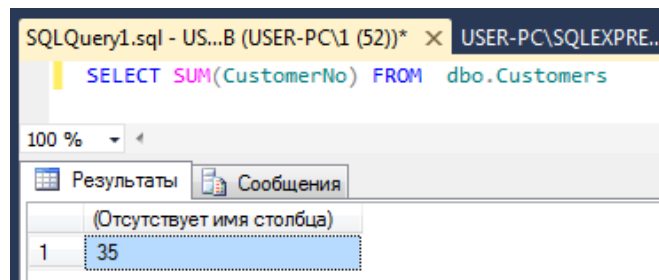 SQLQuery1.sql - US...B (USER-PC\1 (52))* × USER-PC\SQLEXPRE...
SELECT SUM(CustomerNo) FROM dbo.Customers
100 %
Результаты Сообщения
(Отсутствует имя столбца)
1 35